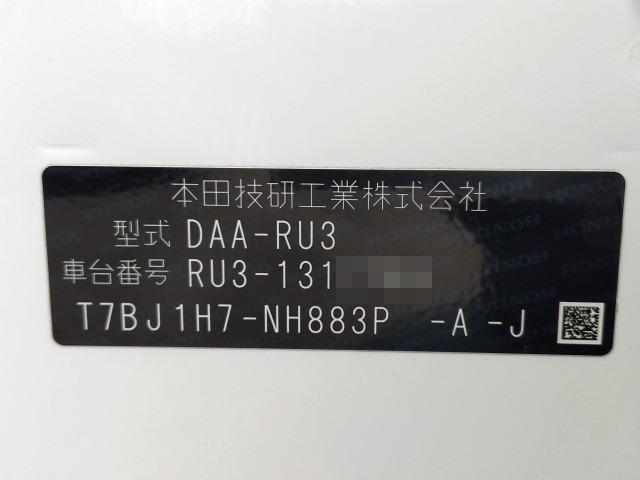 本田技研工業株式会社
型式 DAA-RU3
車台番号 RU3-131
T7BJ1H7-NH883P -A -J